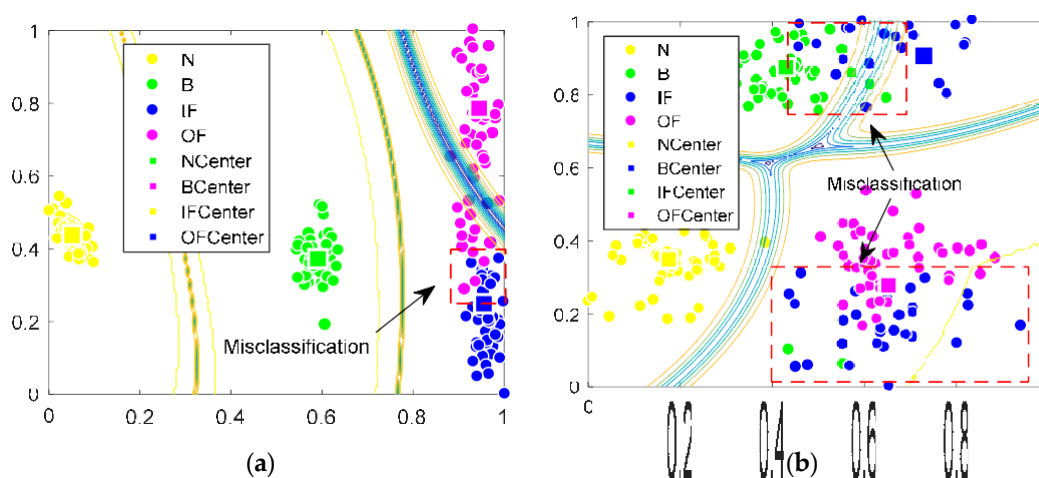 1
0.8
0.6
0.4
0.2
0
0
0.2
0.4
0.6
0.8
1
N
B
IF
OF
NCenter
BCenter
IFCenter
OFCenter
Misclassification
(a)
1
0.8
0.6
0.4
0.2
0
0.2
0.4
0.6
0.8
N
B
IF
OF
NCenter
BCenter
IFCenter
OFCenter
Misclassification
(b)